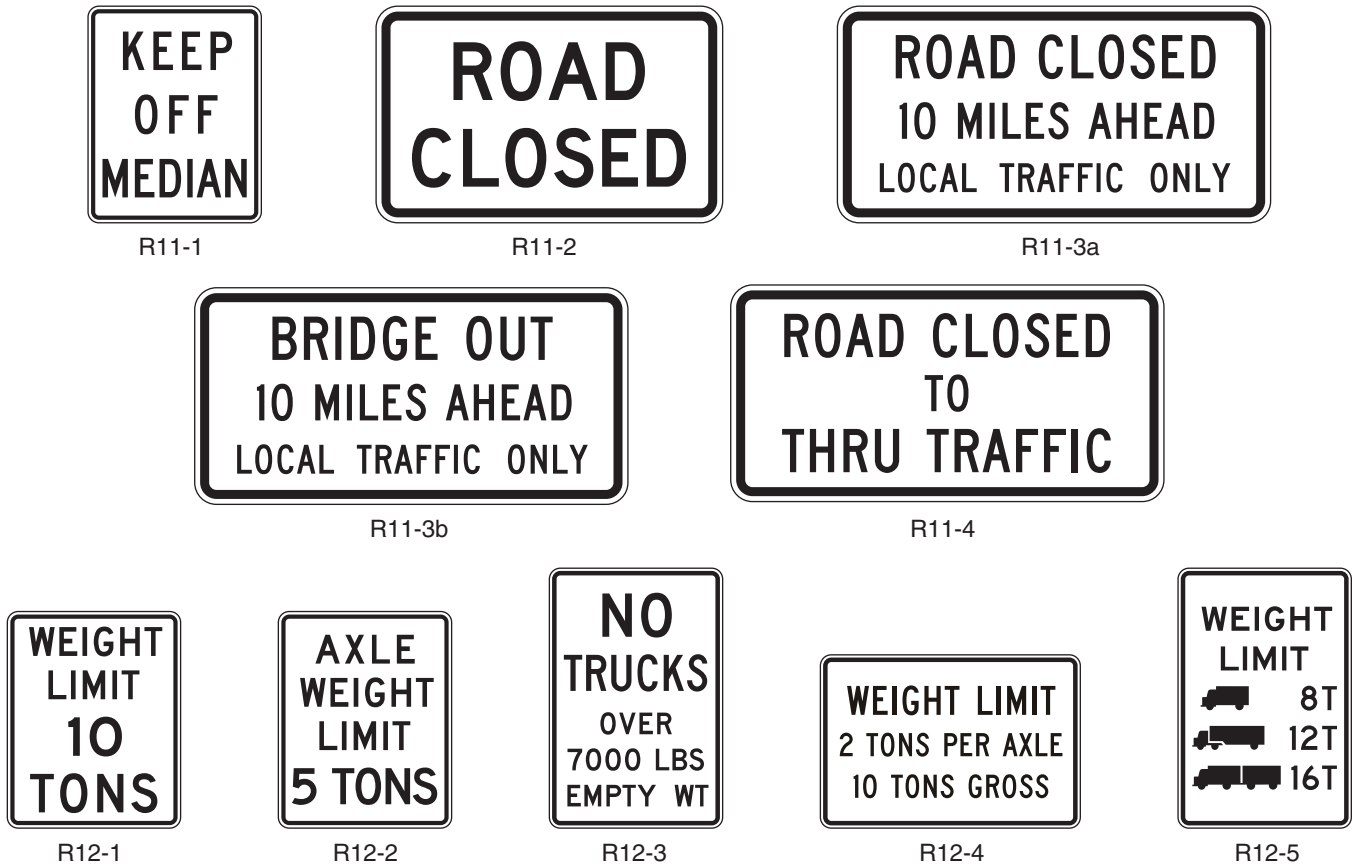 KEEP
OFF
MEDIAN
R11-1
ROAD
CLOSED
R11-2
ROAD CLOSED
10 MILES AHEAD
LOCAL TRAFFIC ONLY
R11-3a
BRIDGE OUT
10 MILES AHEAD
LOCAL TRAFFIC ONLY
R11-3b
ROAD CLOSED
TO
THRU TRAFFIC
R11-4
WEIGHT
LIMIT
10
TONS
R12-1
AXLE
WEIGHT
LIMIT
5 TONS
R12-2
NO
TRUCKS
OVER
7000 LBS
EMPTY WT
R12-3
WEIGHT LIMIT
2 TONS PER AXLE
10 TONS GROSS
R12-4
WEIGHT
LIMIT
8T
12T
16T
R12-5